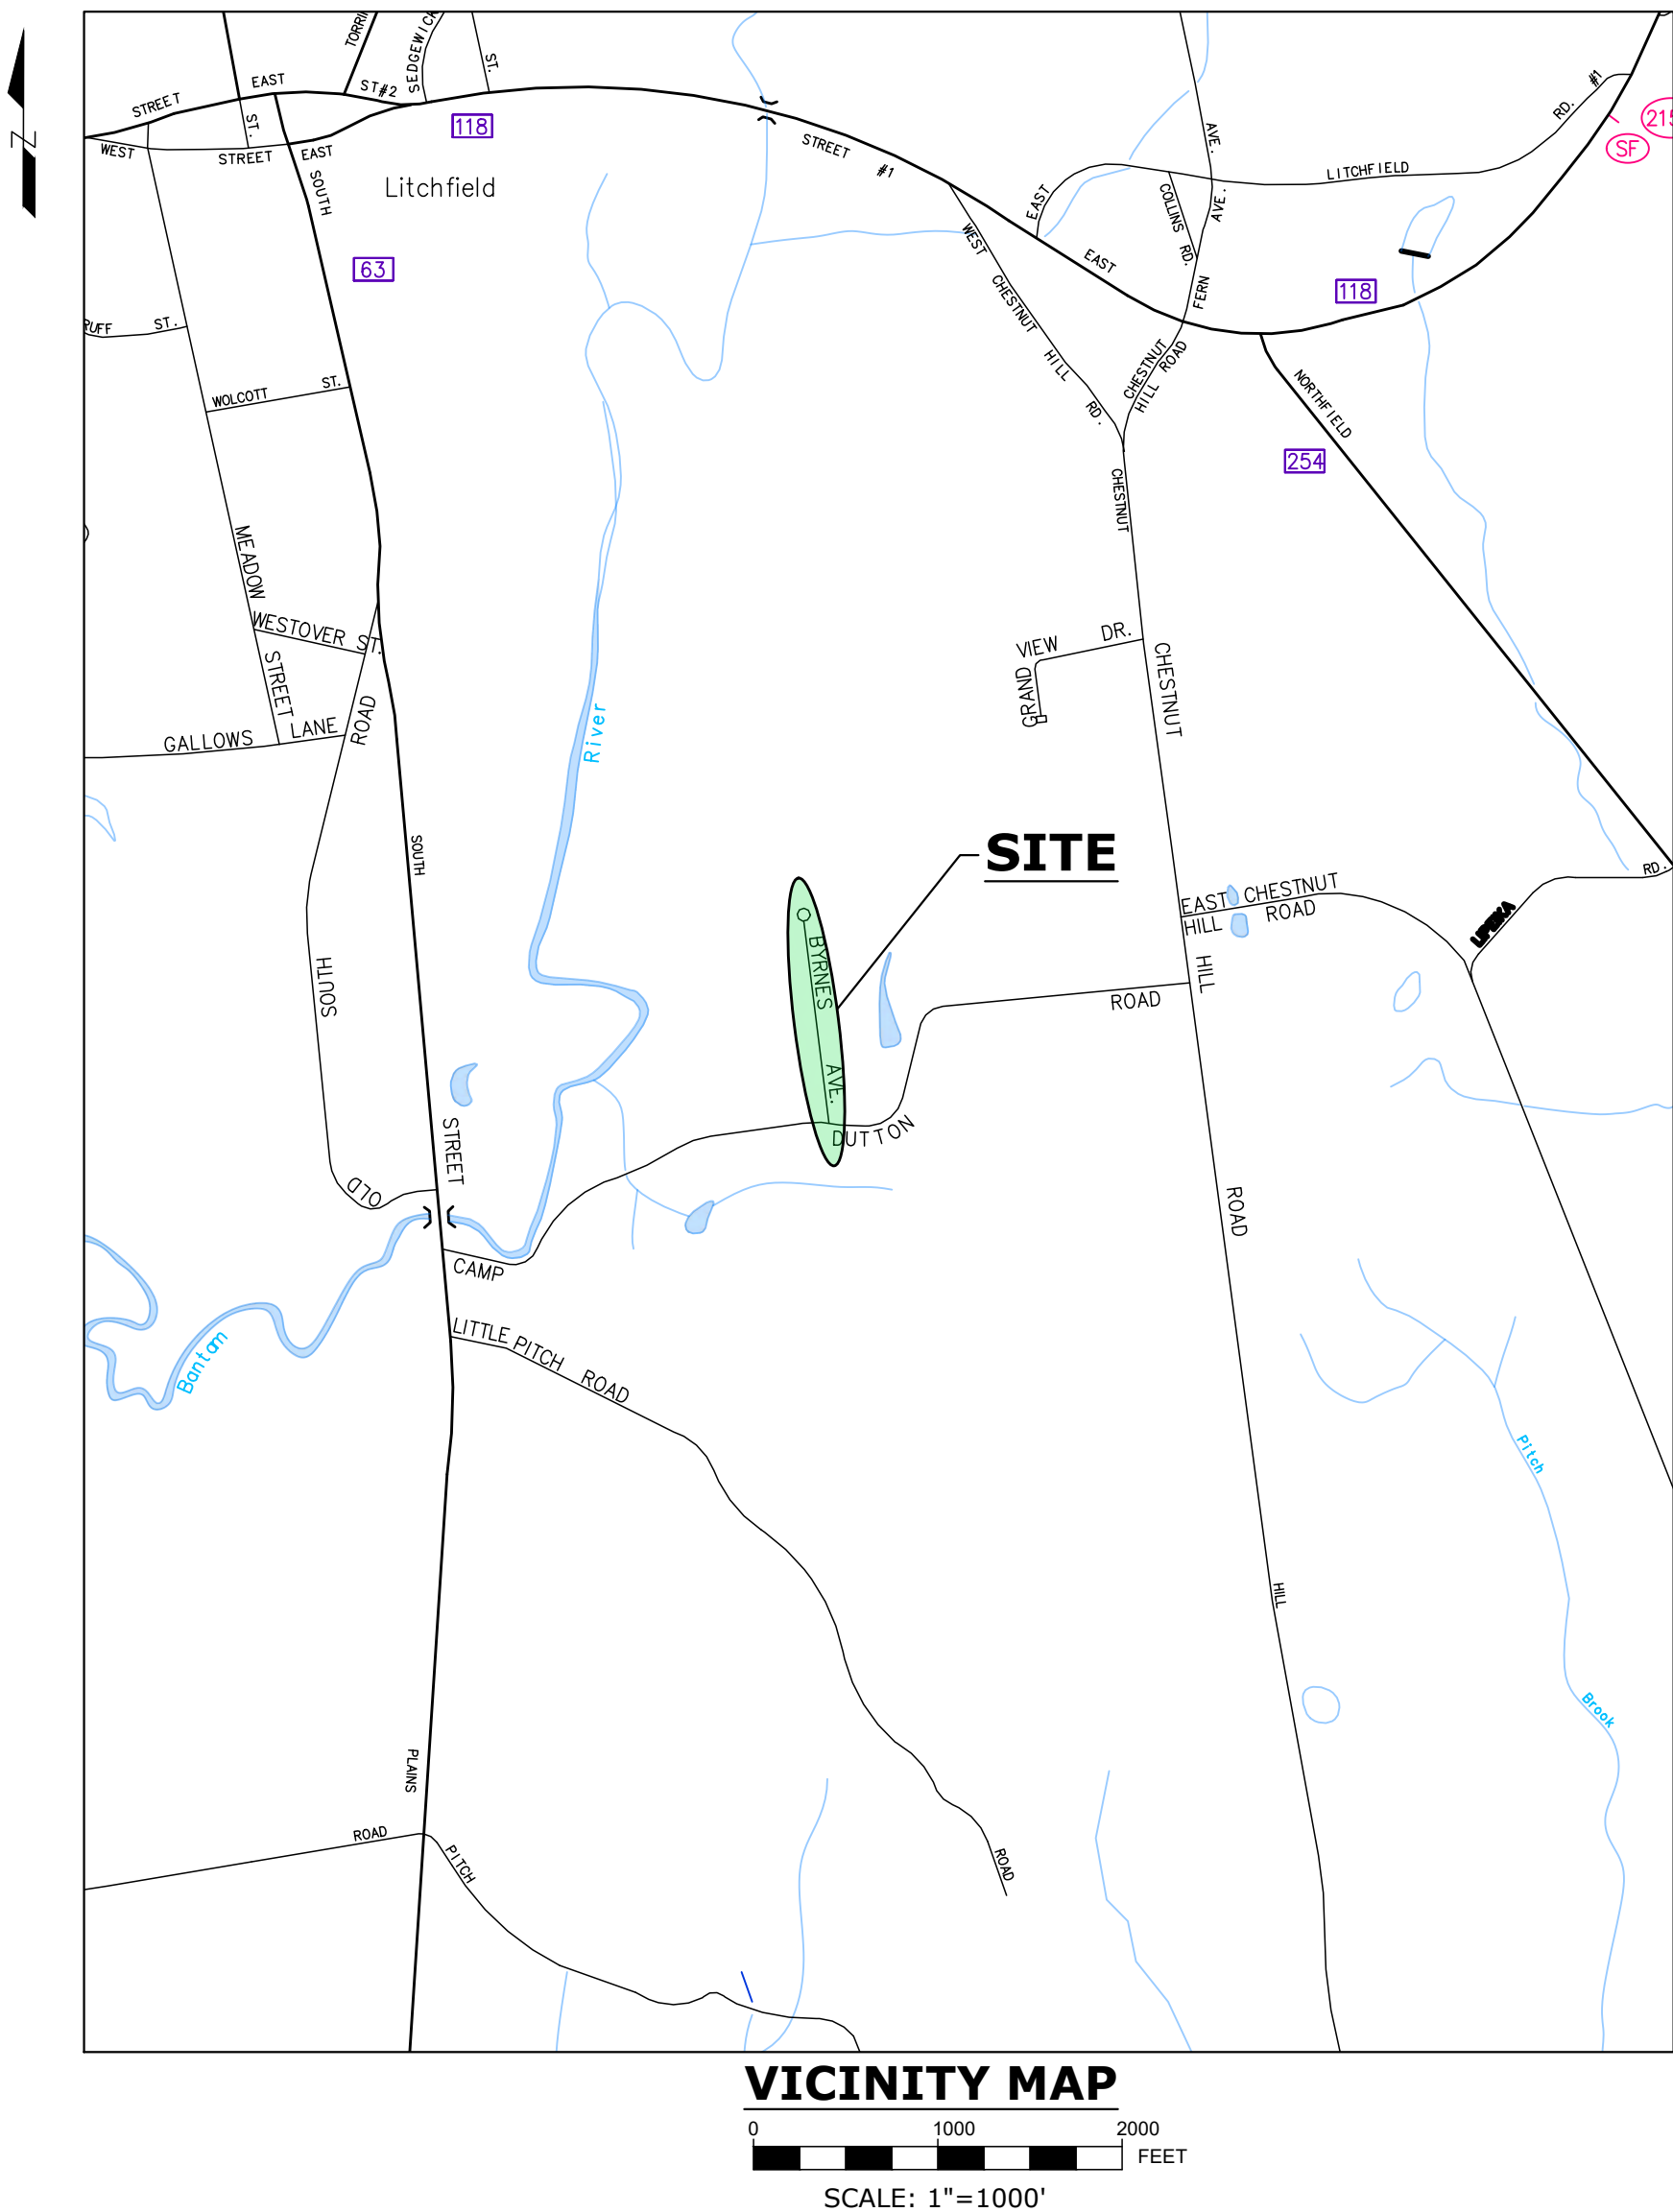 TORRIN
SEDGEWICK
ST.
EAST
ST#2
STREET
ST.
118
WEST
STREET
EAST
SOUTH
Litchfield
STREET
#1
AVE.
RD.
#1
215
SF
LITCHFIELD
EAST
COLLINS RD.
AVE.
WEST
CHESTNUT
HILL
RD.
EAST
FERN
118
63
RUFF ST.
WOLCOTT ST.
CHESTNUT
HILL ROAD
NORTHFIELD
254
CHESTNUT
MEADOW
WESTOVER ST.
STREET
GALLOWS LANE
ROAD
River
VIEW DR.
GRAND
CHESTNUT
SOUTH
SITE
RD.
EAST CHESTNUT
HILL ROAD
BYRNES
AVE.
SOUTH
HILL
ROAD
DUTTON
STREET
OLD
ROAD
CAMP
LITTLE PITCH ROAD
Bantam
Pitch
HILL
Brook
PLAINS
ROAD
PITCH
ROAD
N
VICINITY MAP
0 1000 2000
FEET
SCALE: 1"=1000'